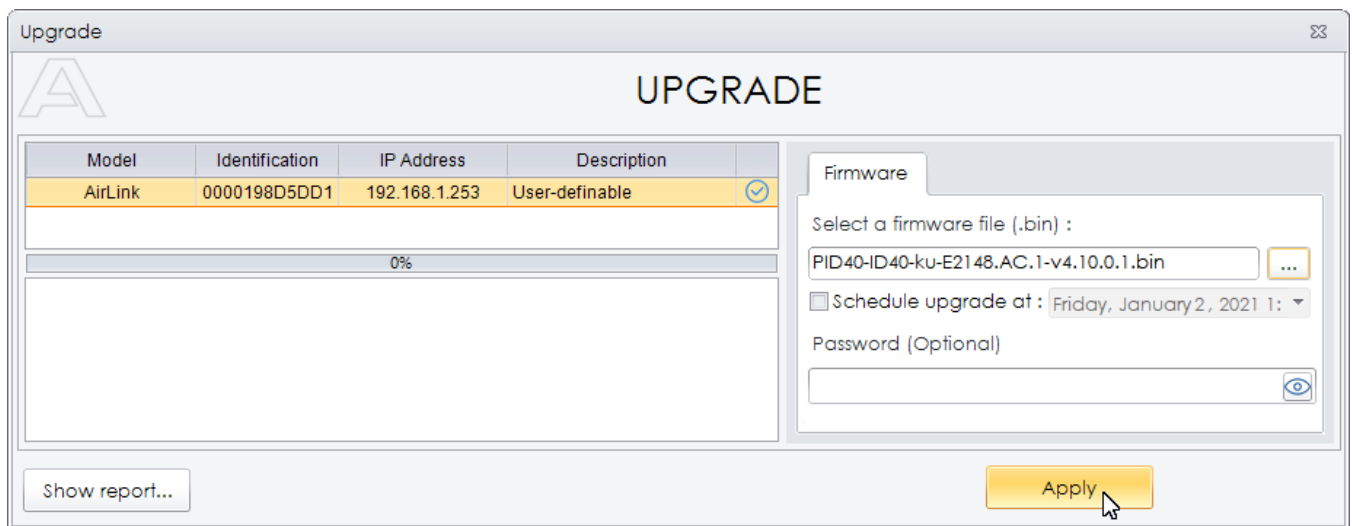 Upgrade
UPGRADE
Model Identification IP Address Description
AirLink 0000198D5DD1 192.168.1.253 User-definable
0%
Firmware
Select a firmware file (.bin) :
PID40-ID40-ku-E2148.AC.1-v4.10.0.1.bin ...
Schedule upgrade at : Friday, January 2, 2021 1:
Password (Optional)
Show report...
Apply